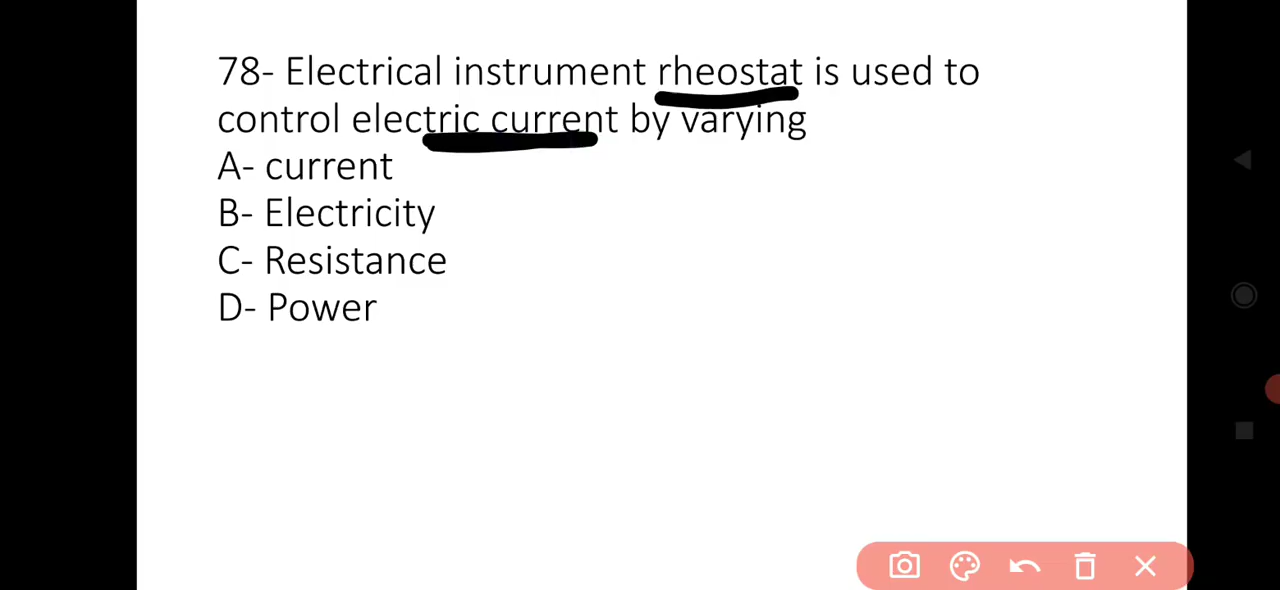 78- Electrical instrument rheostat is used to
control electric current by varying
A- current
B- Electricity
C- Resistance
D- Power